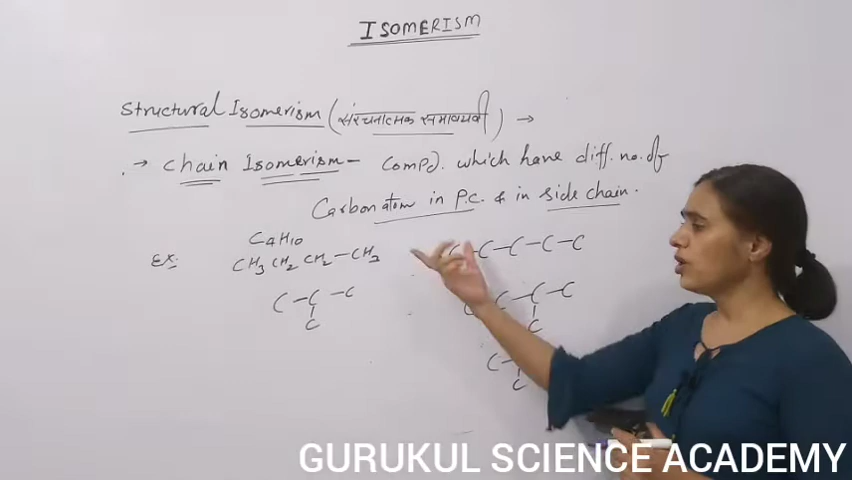 ISOMERISM
Structural Isomerism (संरचनात्मक समावयवी) →
→ Chain Isomerism – Compd. which have diff. no. of
Carbon atom in P.C. & in side chain.
Ex. C4H10
CH3 CH2 CH2–CH3
C–C–C
C
C–C–C–C–C
C–C–C
C
C
C
GURUKUL SCIENCE ACADEMY